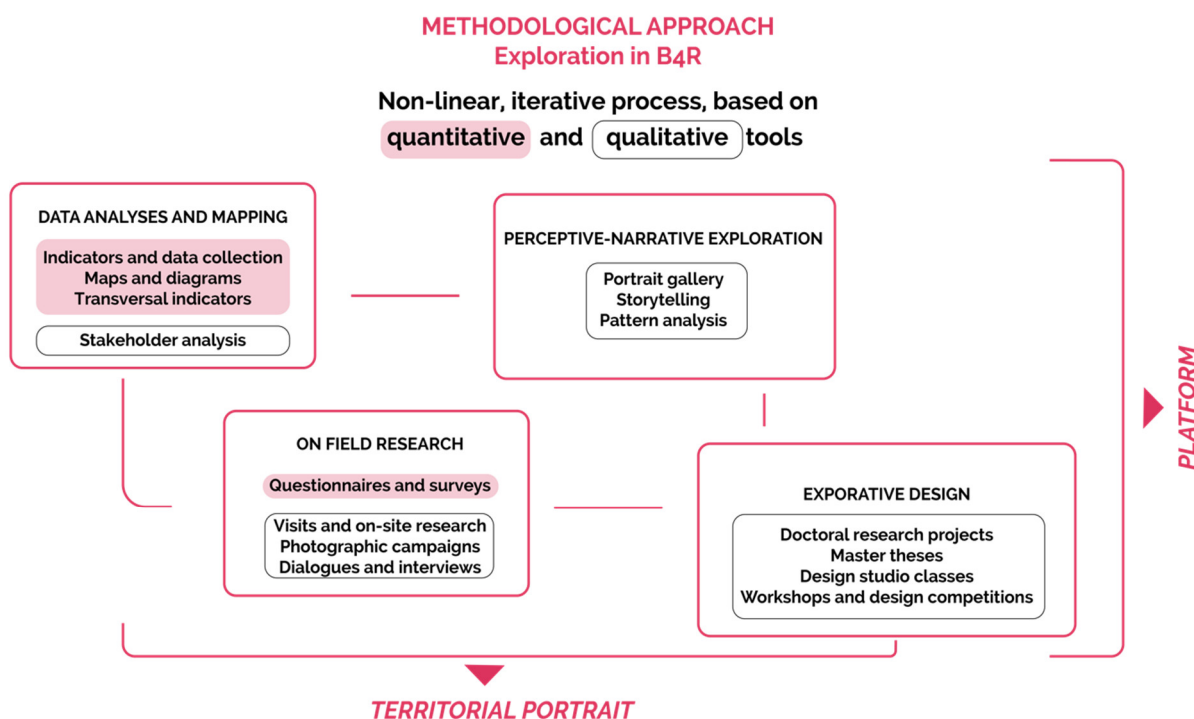 METHODOLOGICAL APPROACH
Exploration in B4R
Non-linear, iterative process, based on
quantitative and qualitative tools
DATA ANALYSES AND MAPPING
Indicators and data collection
Maps and diagrams
Transversal indicators
Stakeholder analysis
PERCEPTIVE-NARRATIVE EXPLORATION
Portrait gallery
Storytelling
Pattern analysis
ON FIELD RESEARCH
Questionnaires and surveys
Visits and on-site research
Photographic campaigns
Dialogues and interviews
EXPORATIVE DESIGN
Doctoral research projects
Master theses
Design studio classes
Workshops and design competitions
PLATFORM
TERRITORIAL PORTRAIT